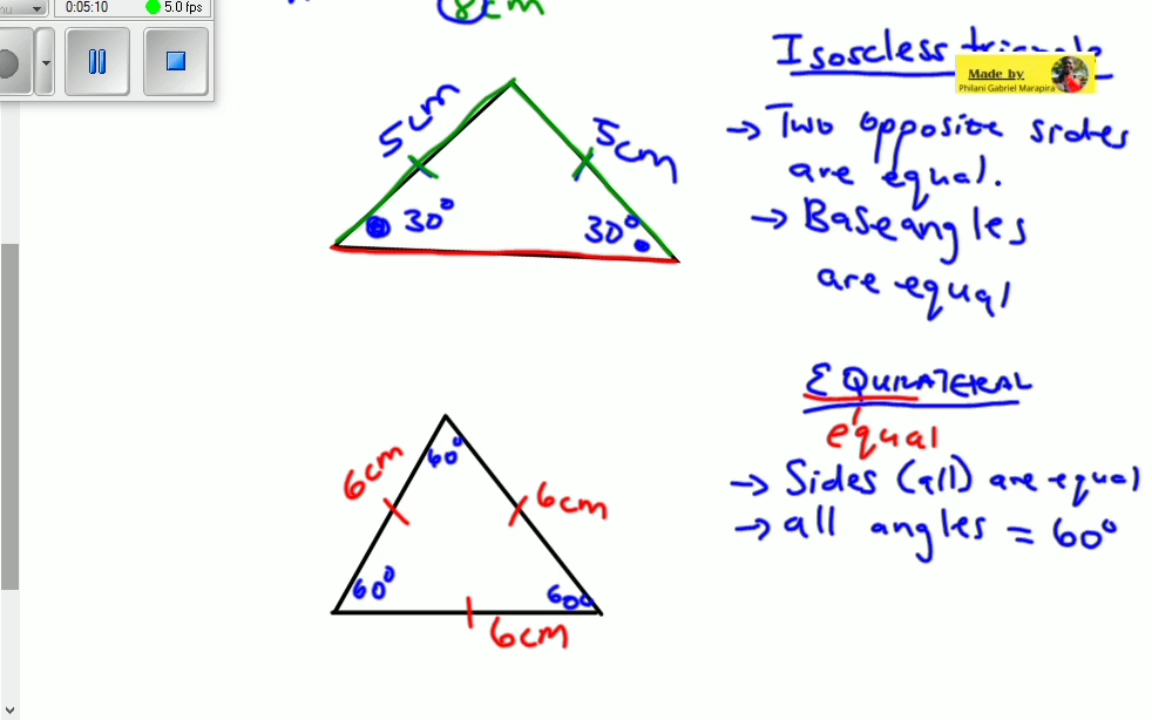 0:05:10
5.0 fps
8cm
Isoscless triangle
Made by
Philani Gabriel Marapira
5cm
5cm
→ Two opposite sides
are equal.
30°
30°
→ Base angles
are equal
EQUILATERAL
equal
60°
6cm
6cm
→ Sides (all) are equal
→ all angles = 60°
60°
60°
6cm